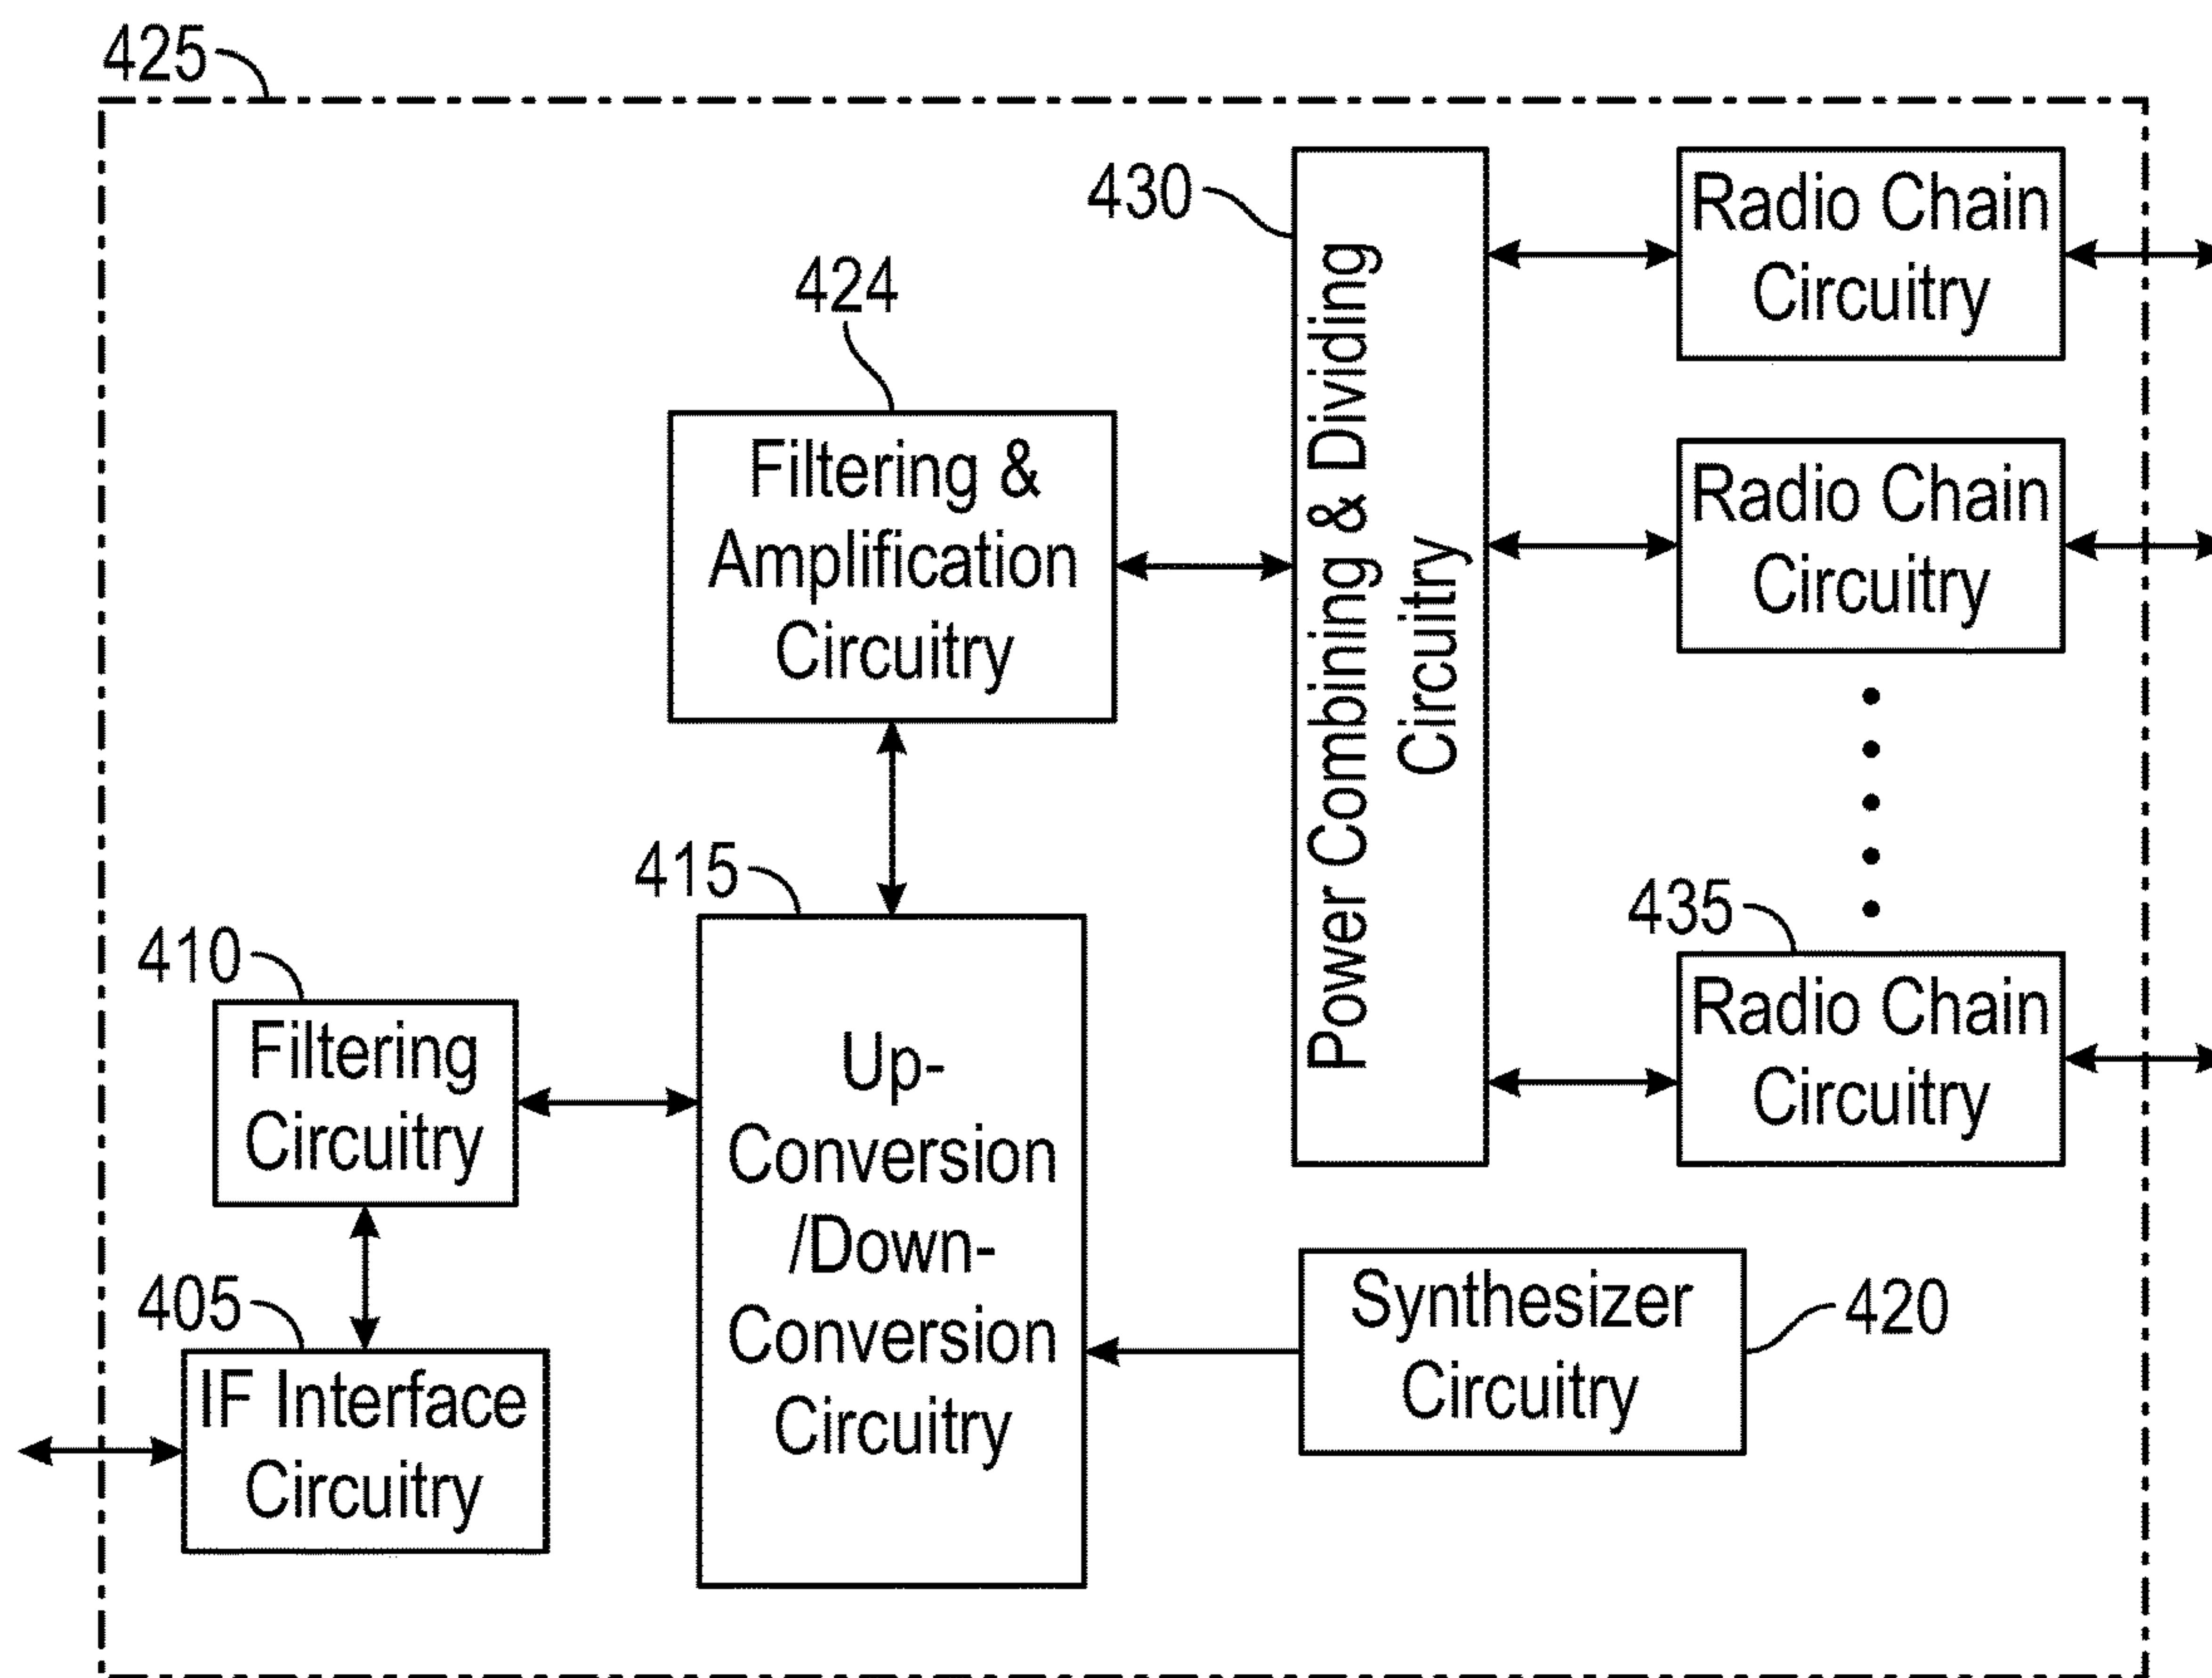 425
430
Radio Chain
Circuitry
424
Filtering &
Amplification
Circuitry
Power Combining & Dividing
Circuitry
Radio Chain
Circuitry
415
410
Filtering
Circuitry
Up-
Conversion
/Down-
Conversion
Circuitry
435
Radio Chain
Circuitry
405
IF Interface
Circuitry
Synthesizer
Circuitry
420